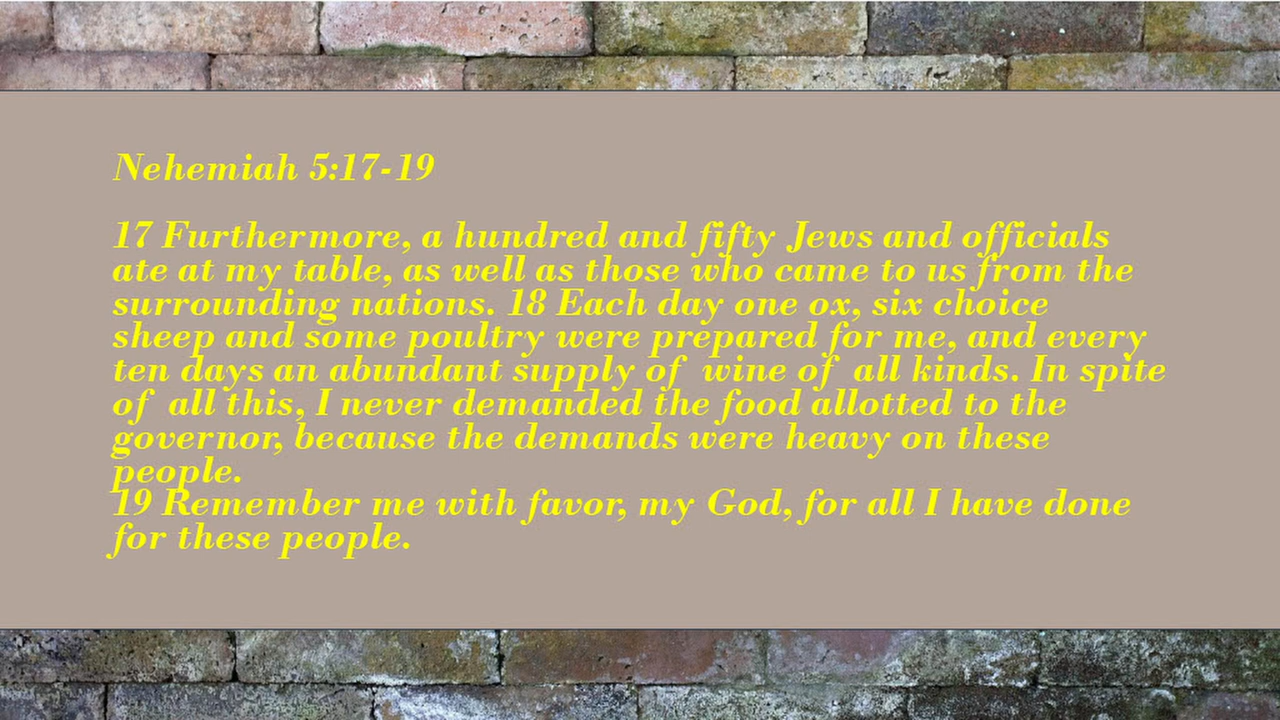 Nehemiah 5:17-19
17 Furthermore, a hundred and fifty Jews and officials
ate at my table, as well as those who came to us from the
surrounding nations. 18 Each day one ox, six choice
sheep and some poultry were prepared for me, and every
ten days an abundant supply of wine of all kinds. In spite
of all this, I never demanded the food allotted to the
governor, because the demands were heavy on these
people.
19 Remember me with favor, my God, for all I have done
for these people.